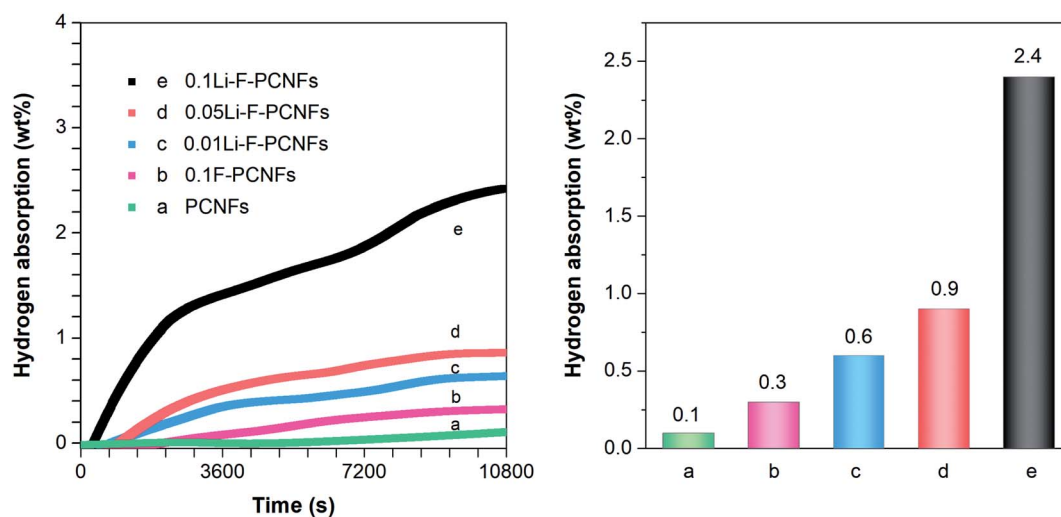 Hydrogen absorption (wt%)
4
3
2
1
0
e 0.1Li-F-PCNFs
d 0.05Li-F-PCNFs
c 0.01Li-F-PCNFs
b 0.1F-PCNFs
a PCNFs
e
d
c
b
a
0 3600 7200 10800
Time (s)
Hydrogen absorption (wt%)
2.5
2.0
1.5
1.0
0.5
0.0
0.1
0.3
0.6
0.9
2.4
a b c d e